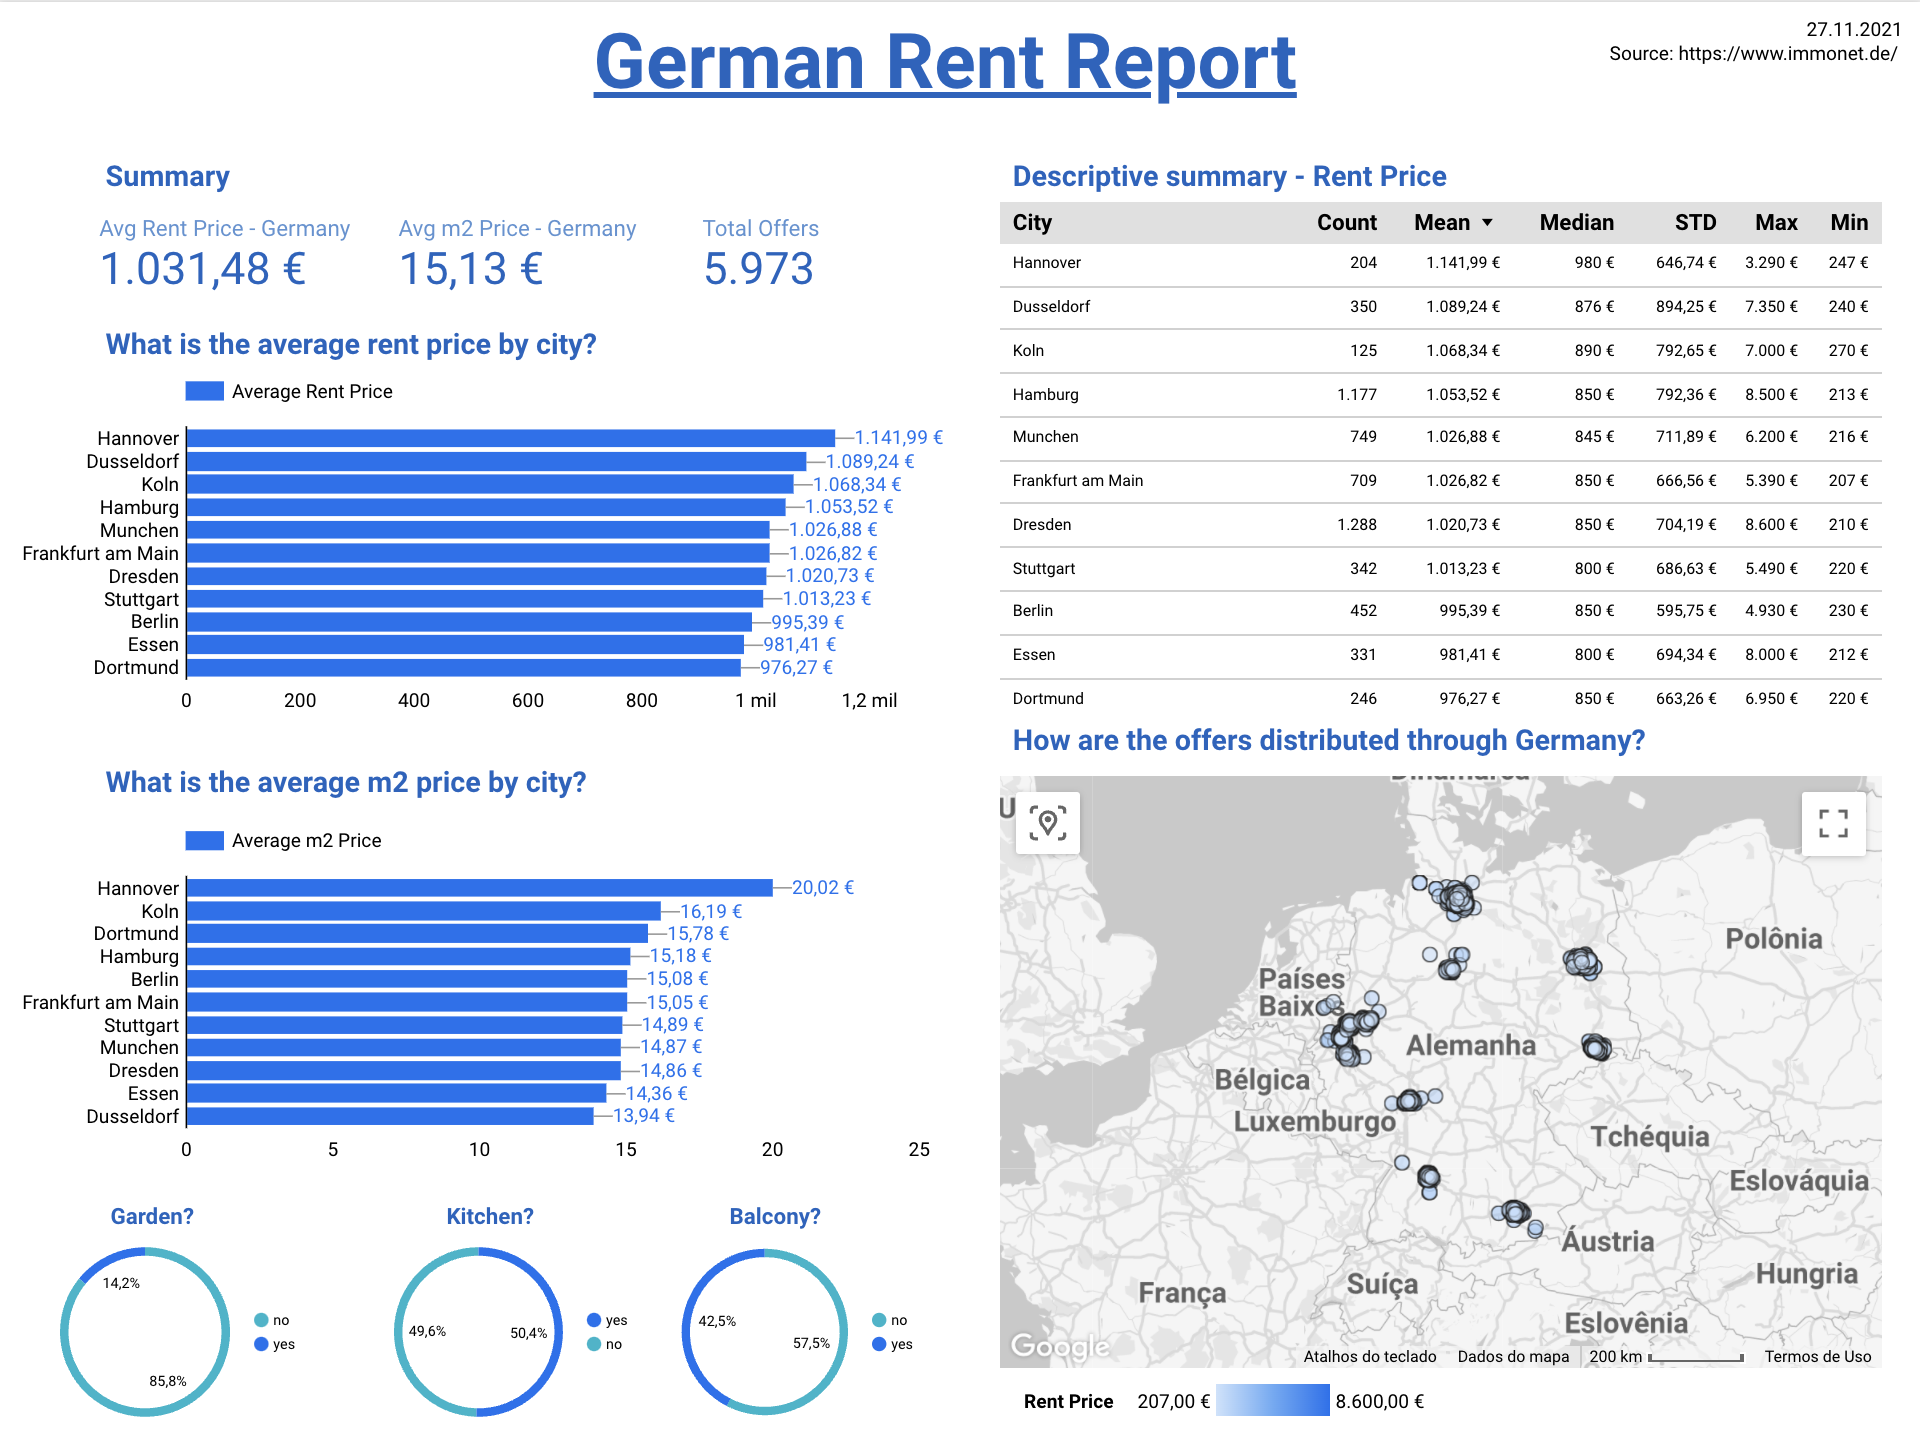 German Rent Report
27.11.2021
Source: https://www.immonet.de/
Summary
Avg Rent Price - Germany
1.031,48 €
Avg m2 Price - Germany
15,13 €
Total Offers
5.973
What is the average rent price by city?
Average Rent Price
Hannover 1.141,99 €
Dusseldorf 1.089,24 €
Koln 1.068,34 €
Hamburg 1.053,52 €
Munchen 1.026,88 €
Frankfurt am Main 1.026,82 €
Dresden 1.020,73 €
Stuttgart 1.013,23 €
Berlin 995,39 €
Essen 981,41 €
Dortmund 976,27 €
0 200 400 600 800 1 mil 1,2 mil
What is the average m2 price by city?
Average m2 Price
Hannover 20,02 €
Koln 16,19 €
Dortmund 15,78 €
Hamburg 15,18 €
Berlin 15,08 €
Frankfurt am Main 15,05 €
Stuttgart 14,89 €
Munchen 14,87 €
Dresden 14,86 €
Essen 14,36 €
Dusseldorf 13,94 €
0 5 10 15 20 25
Garden?
14,2%
85,8%
no
yes
Kitchen?
49,6%
50,4%
yes
no
Balcony?
42,5%
57,5%
no
yes
Descriptive summary - Rent Price
City Count Mean Median STD Max Min
Hannover 204 1.141,99 € 980 € 646,74 € 3.290 € 247 €
Dusseldorf 350 1.089,24 € 876 € 894,25 € 7.350 € 240 €
Koln 125 1.068,34 € 890 € 792,65 € 7.000 € 270 €
Hamburg 1.177 1.053,52 € 850 € 792,36 € 8.500 € 213 €
Munchen 749 1.026,88 € 845 € 711,89 € 6.200 € 216 €
Frankfurt am Main 709 1.026,82 € 850 € 666,56 € 5.390 € 207 €
Dresden 1.288 1.020,73 € 850 € 704,19 € 8.600 € 210 €
Stuttgart 342 1.013,23 € 800 € 686,63 € 5.490 € 220 €
Berlin 452 995,39 € 850 € 595,75 € 4.930 € 230 €
Essen 331 981,41 € 800 € 694,34 € 8.000 € 212 €
Dortmund 246 976,27 € 850 € 663,26 € 6.950 € 220 €
How are the offers distributed through Germany?
Dinamarca
Polônia
Países
Baixos
Alemanha
Bélgica
Luxemburgo
Tchéquia
Eslováquia
Áustria
Hungria
Suíça
França
Eslovênia
Google
Atalhos do teclado Dados do mapa 200 km Termos de Uso
Rent Price 207,00 € 8.600,00 €